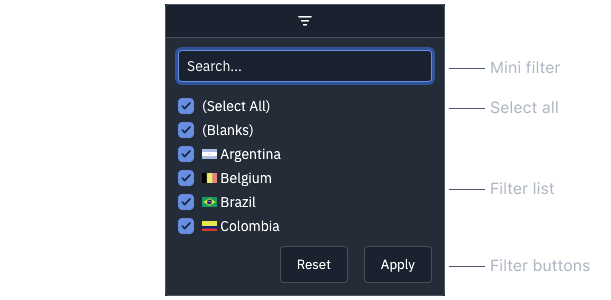 Search...
Mini filter
(Select All)
Select all
(Blanks)
Argentina
Belgium
Filter list
Brazil
Colombia
Reset
Apply
Filter buttons